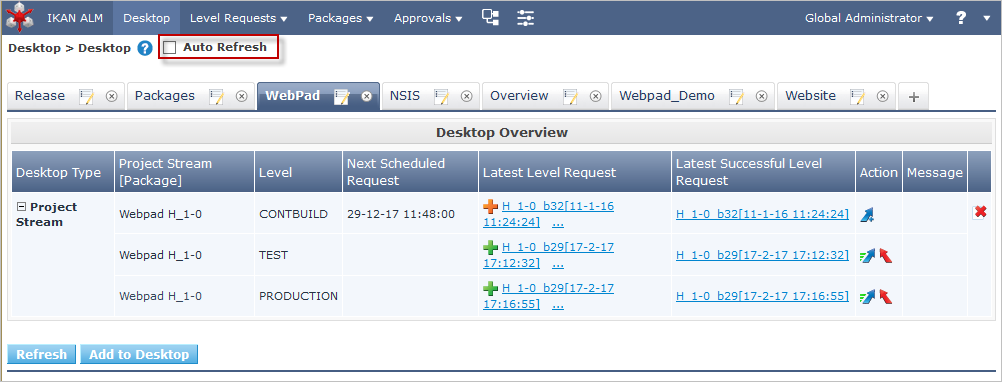 IKAN ALM Desktop Level Requests Packages Approvals Global Administrator ?
Desktop > Desktop ? Auto Refresh
Release Packages WebPad NSIS Overview Webpad_Demo Website +
Desktop Overview
Desktop Type Project Stream [Package] Level Next Scheduled Request Latest Level Request Latest Successful Level Request Action Message
Project Stream Webpad H_1-0 CONTBUILD 29-12-17 11:48:00 H_1-0_b32[11-1-16 11:24:24] ... H_1-0_b32[11-1-16 11:24:24]
Webpad H_1-0 TEST H_1-0_b29[17-2-17 17:12:32] ... H_1-0_b29[17-2-17 17:12:32]
Webpad H_1-0 PRODUCTION H_1-0_b29[17-2-17 17:16:55] ... H_1-0_b29[17-2-17 17:16:55]
Refresh Add to Desktop